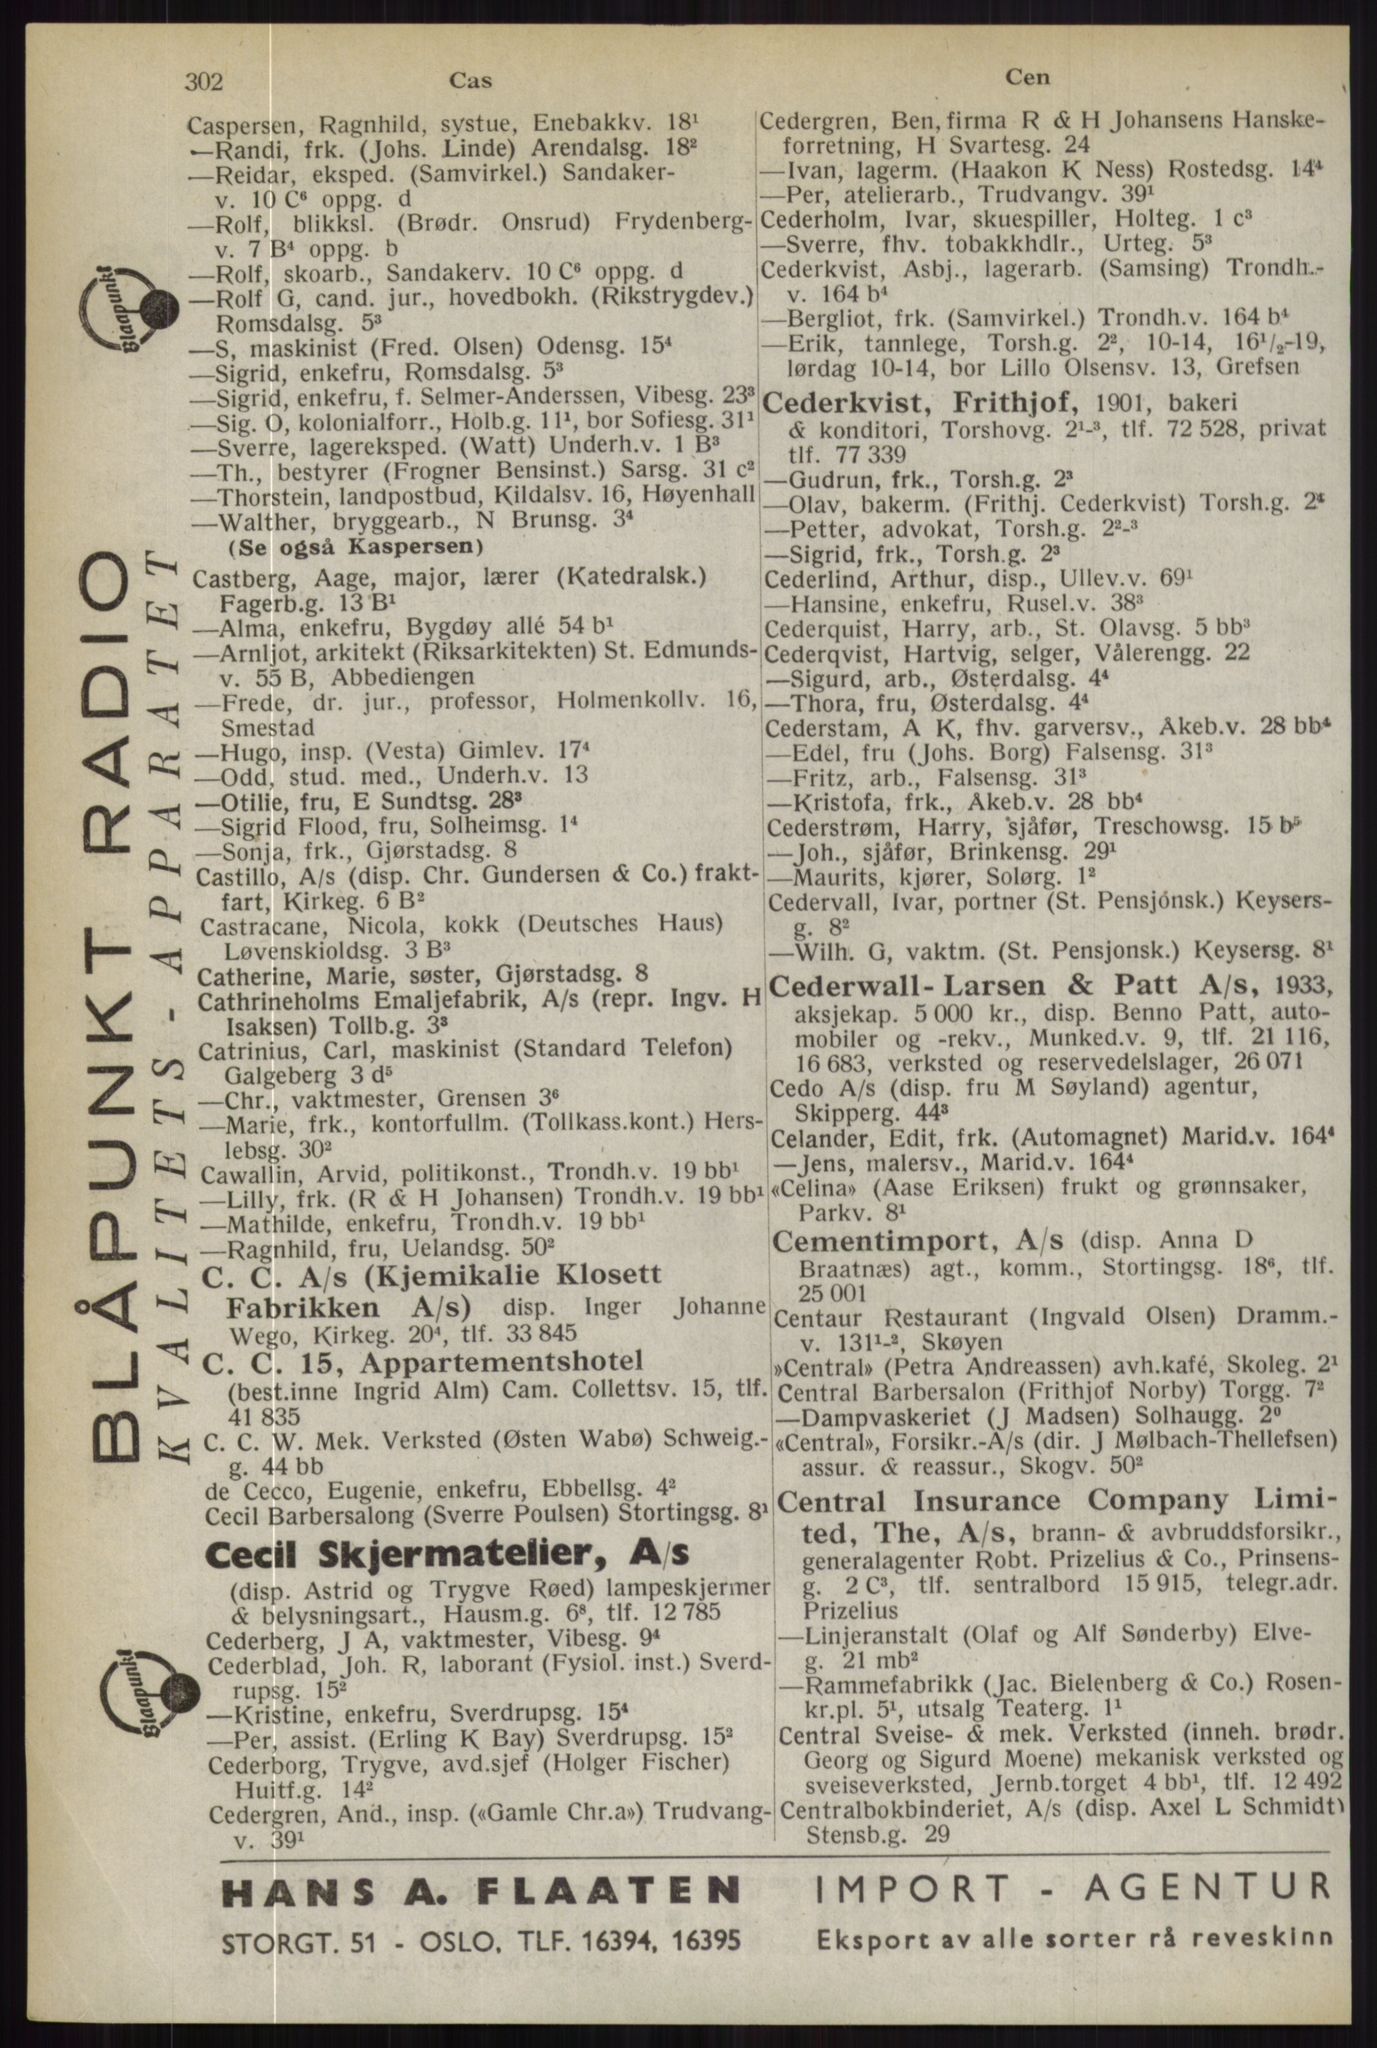 302
Cas
Cen
Caspersen, Ragnhild, systue, Enebakkv. 18¹
—Randi, frk. (Johs. Linde) Arendalsg. 18²
—Reidar, eksped. (Samvirkel.) Sandaker-
v. 10 C⁶ oppg. d
—Rolf, blikksl. (Brødr. Onsrud) Frydenberg-
v. 7 B⁴ oppg. b
—Rolf, skoarb., Sandakerv. 10 C⁶ oppg. d
—Rolf G, cand. jur., hovedbokh. (Rikstrygdev.)
Romsdalsg. 5³
—S, maskinist (Fred. Olsen) Odensg. 15⁴
—Sigrid, enkefru, Romsdalsg. 5³
—Sigrid, enkefru, f. Selmer-Anderssen, Vibesg. 23³
—Sig. O, kolonialforr., Holb.g. 11¹, bor Sofiesg. 31¹
—Sverre, lagereksped. (Watt) Underh.v. 1 B³
—Th., bestyrer (Frogner Bensinst.) Sarsg. 31 c²
—Thorstein, landpostbud, Kildalsv. 16, Høyenhall
—Walther, bryggearb., N Brunsg. 3⁴
(Se også Kaspersen)
Castberg, Aage, major, lærer (Katedralsk.)
Fagerb.g. 13 B¹
—Alma, enkefru, Bygdøy allé 54 b¹
—Arnljot, arkitekt (Riksarkitekten) St. Edmunds-
v. 55 B, Abbediengen
—Frede, dr. jur., professor, Holmenkollv. 16,
Smestad
—Hugo, insp. (Vesta) Gimlev. 17⁴
—Odd, stud. med., Underh.v. 13
—Otilie, fru, E Sundtsg. 28³
—Sigrid Flood, fru, Solheimsg. 1⁴
—Sonja, frk., Gjørstadsg. 8
Castillo, A/s (disp. Chr. Gundersen & Co.) frakt-
fart, Kirkeg. 6 B²
Castracane, Nicola, kokk (Deutsches Haus)
Løvenskioldsg. 3 B³
Catherine, Marie, søster, Gjørstadsg. 8
Cathrineholms Emaljefabrik, A/s (repr. Ingv. H
Isaksen) Tollb.g. 3³
Catrinius, Carl, maskinist (Standard Telefon)
Galgeberg 3 d⁵
—Chr., vaktmester, Grensen 3⁶
—Marie, frk., kontorfullm. (Tollkass.kont.) Hers-
lebsg. 30²
Cawallin, Arvid, politikonst., Trondh.v. 19 bb¹
—Lilly, frk. (R & H Johansen) Trondh.v. 19 bb¹
—Mathilde, enkefru, Trondh.v. 19 bb¹
—Ragnhild, fru, Uelandsg. 50²
C. C. A/s (Kjemikalie Klosett
Fabrikken A/s) disp. Inger Johanne
Wego, Kirkeg. 20⁴, tlf. 33 845
C. C. 15, Appartementshotel
(best.inne Ingrid Alm) Cam. Collettsv. 15, tlf.
41 835
C. C. W. Mek. Verksted (Østen Wabø) Schweig.-
g. 44 bb
de Cecco, Eugenie, enkefru, Ebbellsg. 4²
Cecil Barbersalong (Sverre Poulsen) Stortingsg. 8¹
Cecil Skjermatelier, A/s
(disp. Astrid og Trygve Røed) lampeskjermer
& belysningsart., Hausm.g. 6⁸, tlf. 12 785
Cederberg, J A, vaktmester, Vibesg. 9⁴
Cederblad, Joh. R, laborant (Fysiol. inst.) Sverd-
rupsg. 15²
—Kristine, enkefru, Sverdrupsg. 15⁴
—Per, assist. (Erling K Bay) Sverdrupsg. 15²
Cederborg, Trygve, avd.sjef (Holger Fischer)
Huitf.g. 14²
Cedergren, And., insp. («Gamle Chr.a») Trudvang-
v. 39¹
Cedergren, Ben, firma R & H Johansens Hanske-
forretning, H Svartesg. 24
—Ivan, lagerm. (Haakon K Ness) Rostedsg. 14⁴
—Per, atelierarb., Trudvangv. 39¹
Cederholm, Ivar, skuespiller, Holteg. 1 c³
—Sverre, fhv. tobakkhdlr., Urteg. 5³
Cederkvist, Asbj., lagerarb. (Samsing) Trondh.-
v. 164 b⁴
—Bergliot, frk. (Samvirkel.) Trondh.v. 164 b⁴
—Erik, tannlege, Torsh.g. 2², 10-14, 16¹/₂-19,
lørdag 10-14, bor Lillo Olsensv. 13, Grefsen
Cederkvist, Frithjof, 1901, bakeri
& konditori, Torshovg. 2¹-³, tlf. 72 528, privat
tlf. 77 339
—Gudrun, frk., Torsh.g. 2³
—Olav, bakerm. (Frithj. Cederkvist) Torsh.g. 2⁴
—Petter, advokat, Torsh.g. 2²-³
—Sigrid, frk., Torsh.g. 2³
Cederlind, Arthur, disp., Ullev.v. 69¹
—Hansine, enkefru, Rusel.v. 38³
Cederquist, Harry, arb., St. Olavsg. 5 bb³
Cederqvist, Hartvig, selger, Vålerengg. 22
—Sigurd, arb., Østerdalsg. 4⁴
—Thora, fru, Østerdalsg. 4⁴
Cederstam, A K, fhv. garversv., Åkeb.v. 28 bb⁴
—Edel, fru (Johs. Borg) Falsensg. 31³
—Fritz, arb., Falsensg. 31³
—Kristofa, frk., Åkeb.v. 28 bb⁴
Cederstrøm, Harry, sjåfør, Treschowsg. 15 b⁵
—Joh., sjåfør, Brinkensg. 29¹
—Maurits, kjører, Solørg. 1²
Cedervall, Ivar, portner (St. Pensjonsk.) Keysers-
g. 8²
—Wilh. G, vaktm. (St. Pensjonsk.) Keysersg. 8¹
Cederwall-Larsen & Patt A/s, 1933,
aksjekap. 5 000 kr., disp. Benno Patt, auto-
mobiler og -rekv., Munked.v. 9, tlf. 21 116,
16 683, verksted og reservedelslager, 26 071
Cedo A/s (disp. fru M Søyland) agentur,
Skipperg. 44³
Celander, Edit, frk. (Automagnet) Marid.v. 164⁴
—Jens, malersv., Marid.v. 164⁴
«Celina» (Aase Eriksen) frukt og grønnsaker,
Parkv. 8¹
Cementimport, A/s (disp. Anna D
Braatnæs) agt., komm., Stortingsg. 18⁶, tlf.
25 001
Centaur Restaurant (Ingvald Olsen) Dramm.-
v. 131¹-², Skøyen
»Central» (Petra Andreassen) avh.kafé, Skoleg. 2¹
Central Barbersalon (Frithjof Norby) Torgg. 7²
—Dampvaskeriet (J Madsen) Solhaugg. 2⁰
«Central», Forsikr.-A/s (dir. J Mølbach-Thellefsen)
assur. & reassur., Skogv. 50²
Central Insurance Company Limi-
ted, The, A/s, brann- & avbruddsforsikr.,
generalagenter Robt. Prizelius & Co., Prinsens-
g. 2 C³, tlf. sentralbord 15 915, telegr.adr.
Prizelius
—Linjeranstalt (Olaf og Alf Sønderby) Elve-
g. 21 mb²
—Rammefabrikk (Jac. Bielenberg & Co.) Rosen-
kr.pl. 5¹, utsalg Teaterg. 1¹
Central Sveise- & mek. Verksted (inneh. brødr.
Georg og Sigurd Moene) mekanisk verksted og
sveiseverksted, Jernb.torget 4 bb¹, tlf. 12 492
Centralbokbinderiet, A/s (disp. Axel L Schmidt)
Stensb.g. 29
Blaapunkt
BLÅPUNKT RADIO
KVALITETS-APPARATET
Blaapunkt
HANS A. FLAATEN
IMPORT - AGENTUR
STORGT. 51 - OSLO. TLF. 16394, 16395
Eksport av alle sorter rå reveskinn